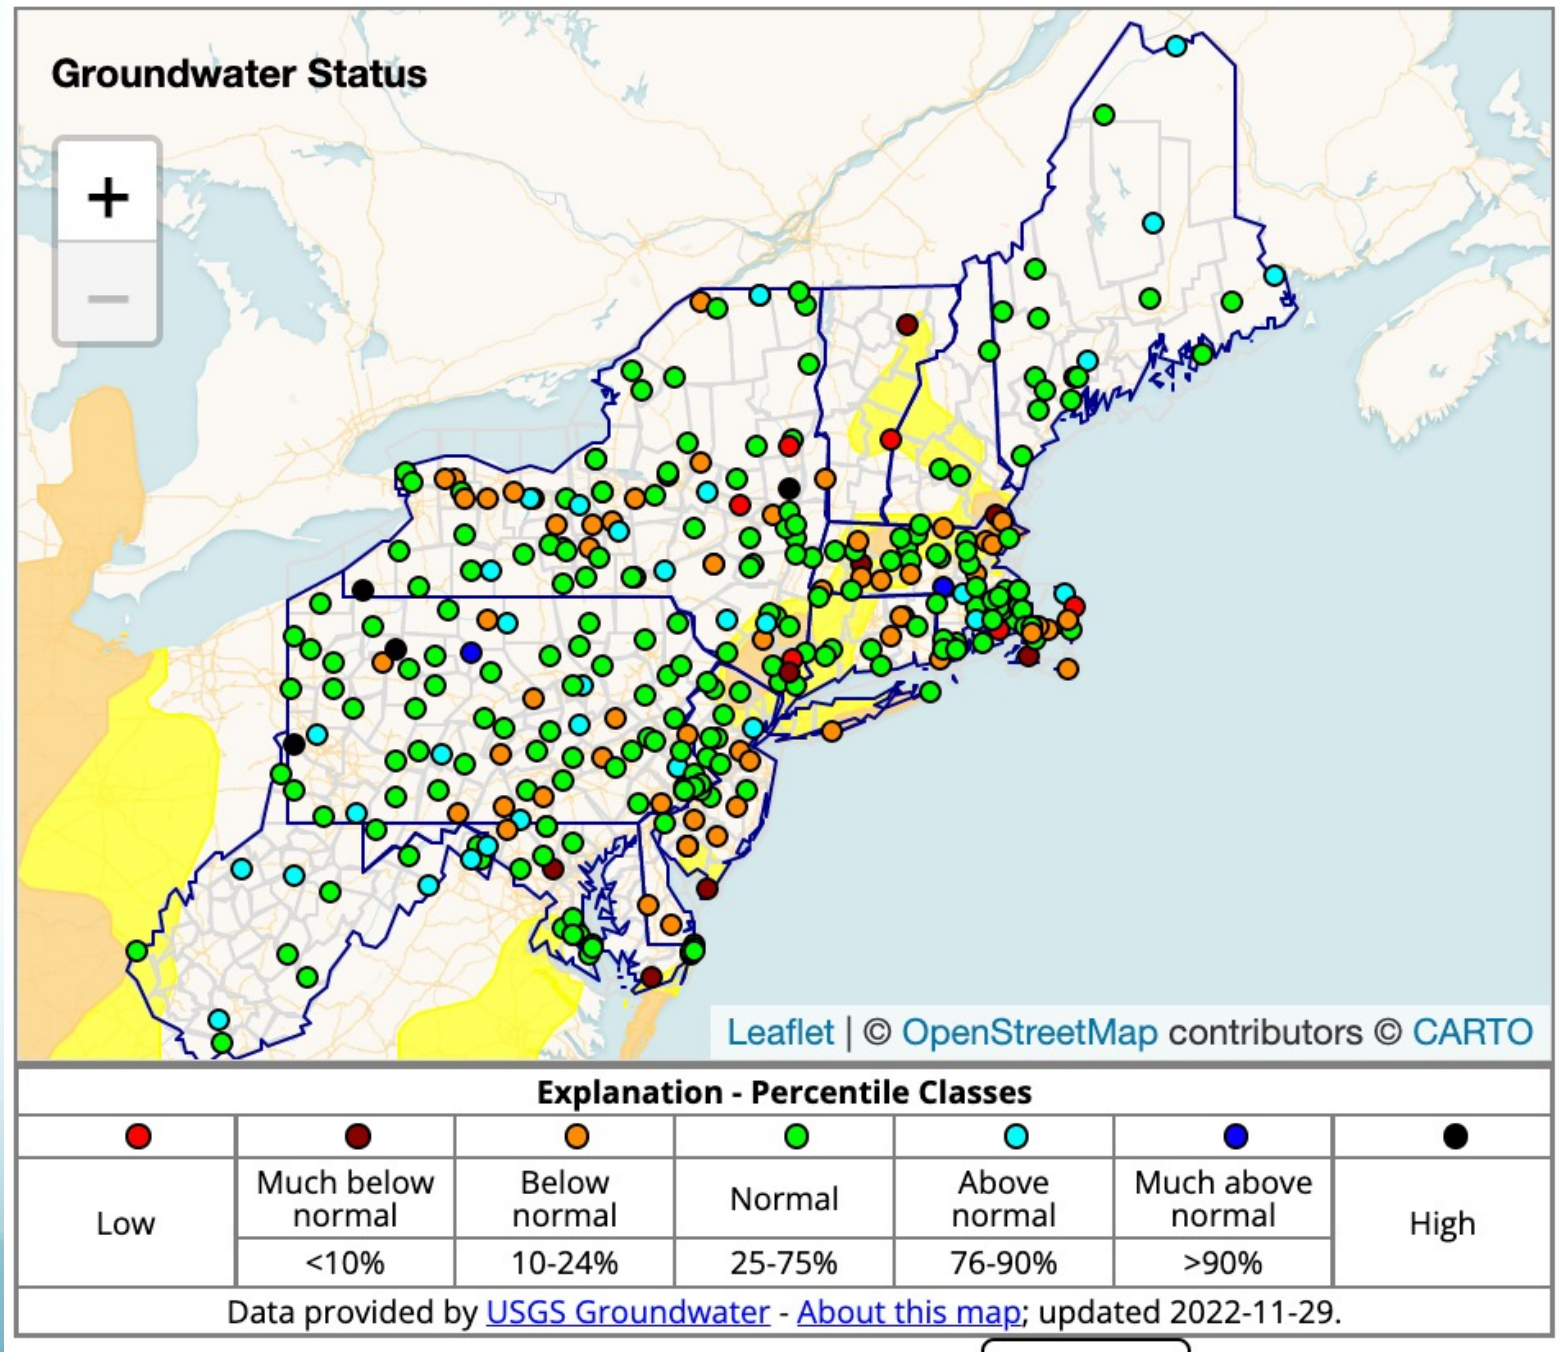 Groundwater Status
+
−
Leaflet | © OpenStreetMap contributors © CARTO
Explanation - Percentile Classes
Low
Much below normal
<10%
Below normal
10-24%
Normal
25-75%
Above normal
76-90%
Much above normal
>90%
High
Data provided by USGS Groundwater - About this map; updated 2022-11-29.